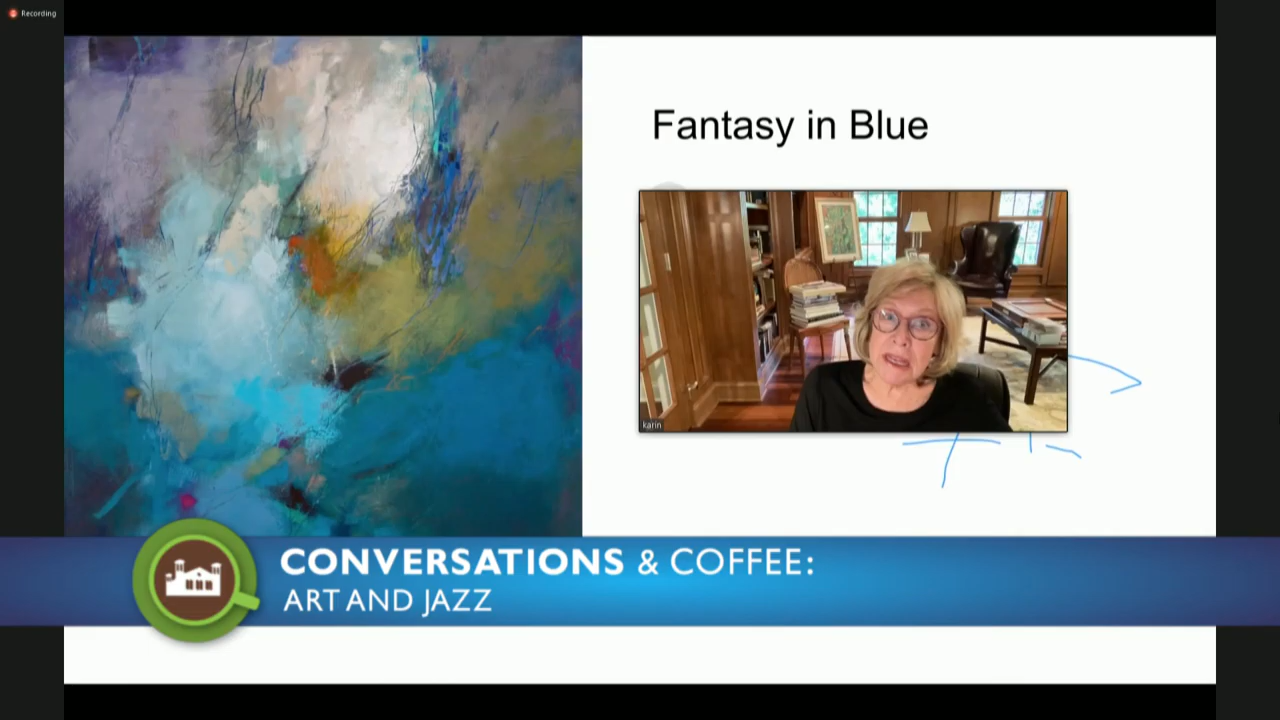 Recording
Fantasy in Blue
karin
CONVERSATIONS & COFFEE:
ART AND JAZZ